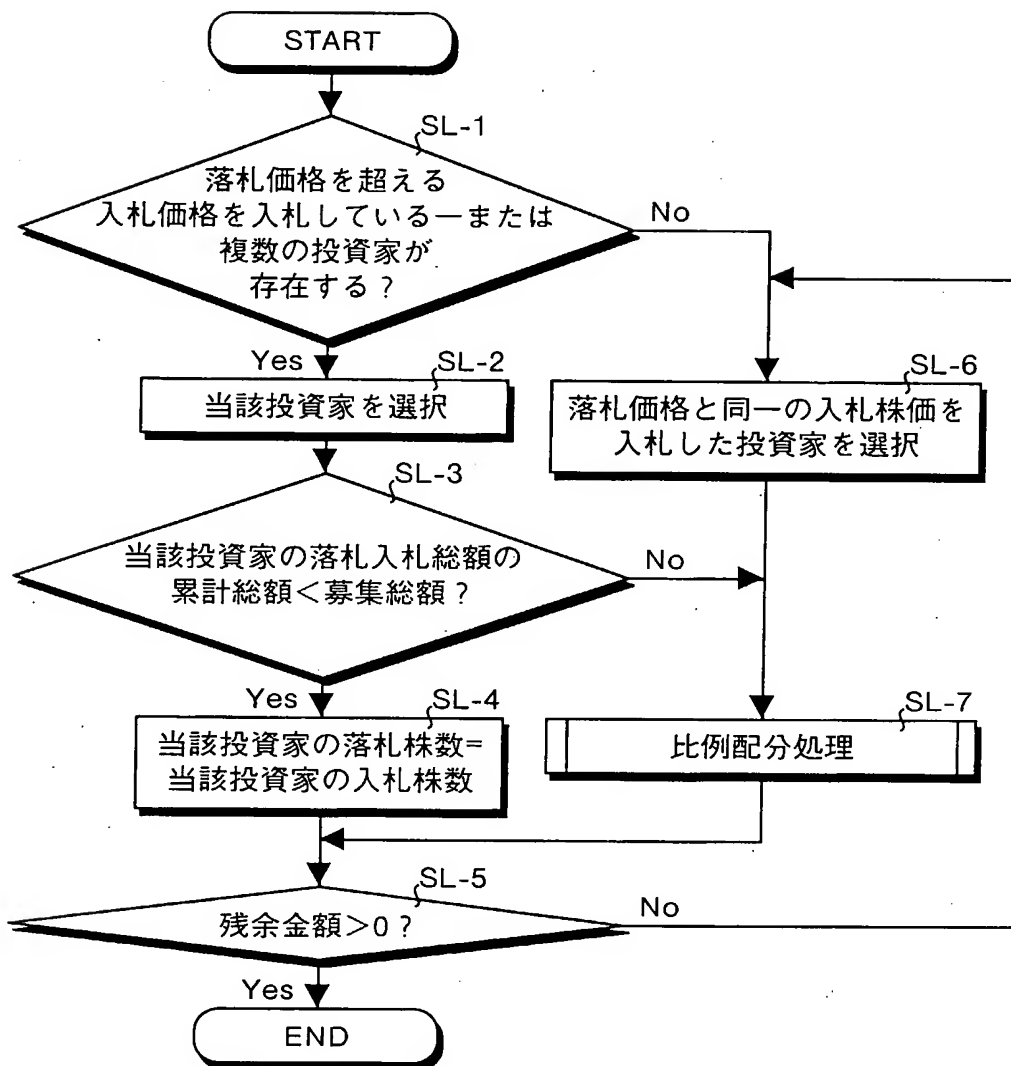 START
SL-1
落札価格を超える
入札価格を入札している一または
複数の投資家が
存在する？
No
Yes
SL-2
当該投資家を選択
SL-6
落札価格と同一の入札株価を
入札した投資家を選択
SL-3
当該投資家の落札入札総額の
累計総額＜募集総額？
No
Yes
SL-4
当該投資家の落札株数=
当該投資家の入札株数
SL-7
比例配分処理
SL-5
残余金額＞0？
No
Yes
END